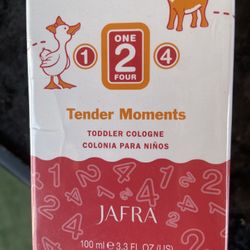 ONE
1 2 4
FOUR
Tender Moments
TODDLER COLOGNE
COLONIA PARA NIÑOS
JAFRA
100 ml e 3.3 FL OZ (US)